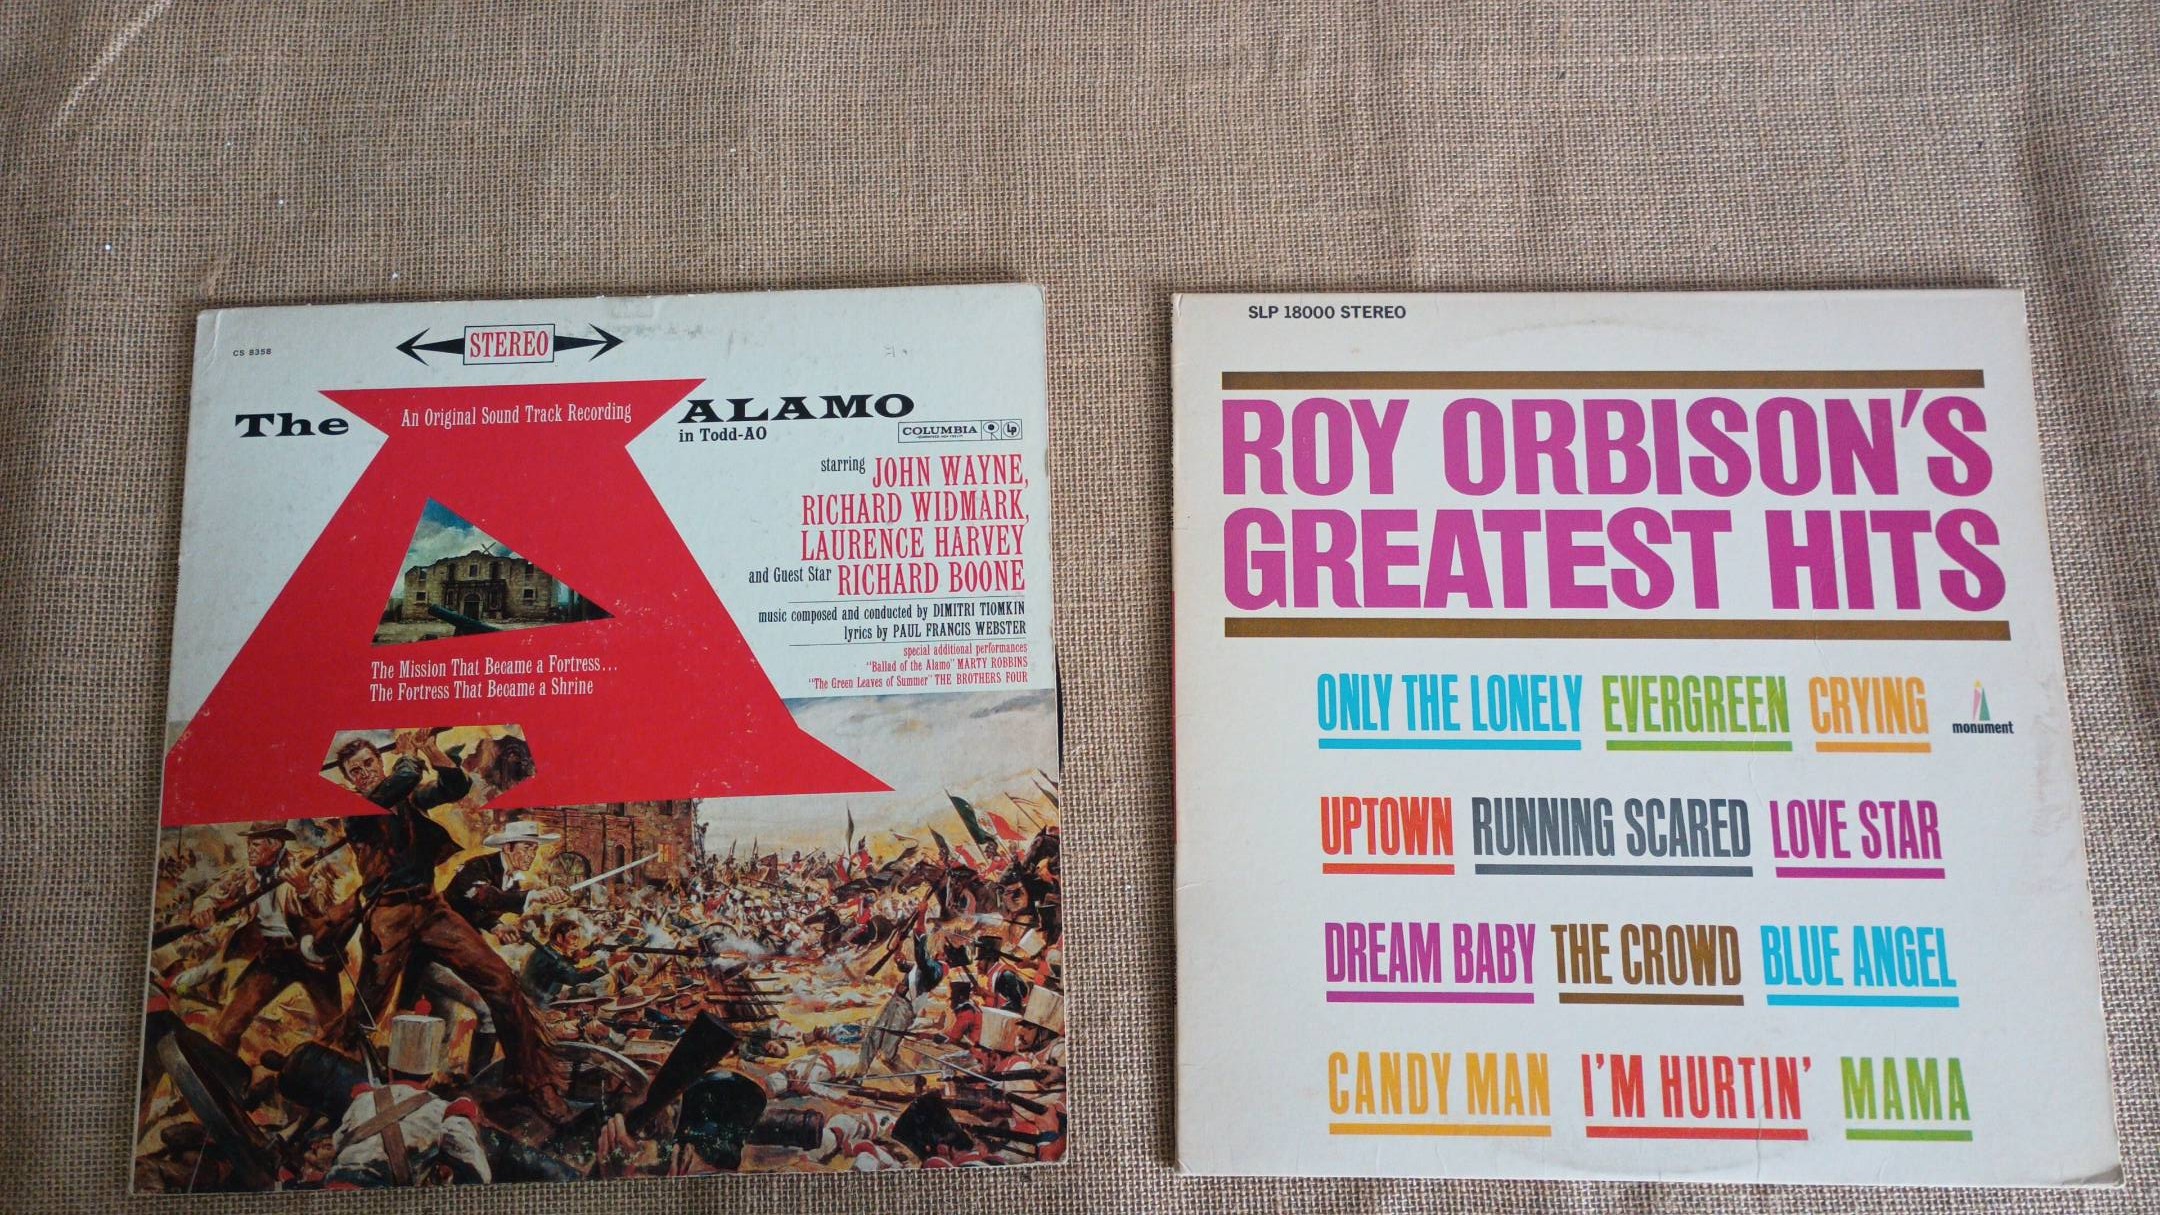 CS 8358
STEREO
The
An Original Sound Track Recording
ALAMO
in Todd-AO
COLUMBIA
Lp
starring JOHN WAYNE,
RICHARD WIDMARK,
LAURENCE HARVEY
and Guest Star RICHARD BOONE
music composed and conducted by DIMITRI TIOMKIN
lyrics by PAUL FRANCIS WEBSTER
special additional performances
"Ballad of the Alamo" MARTY ROBBINS
"The Green Leaves of Summer" THE BROTHERS FOUR
The Mission That Became a Fortress...
The Fortress That Became a Shrine
SLP 18000 STEREO
ROY ORBISON'S
GREATEST HITS
ONLY THE LONELY EVERGREEN CRYING
monument
UPTOWN RUNNING SCARED LOVE STAR
DREAM BABY THE CROWD BLUE ANGEL
CANDY MAN I'M HURTIN' MAMA